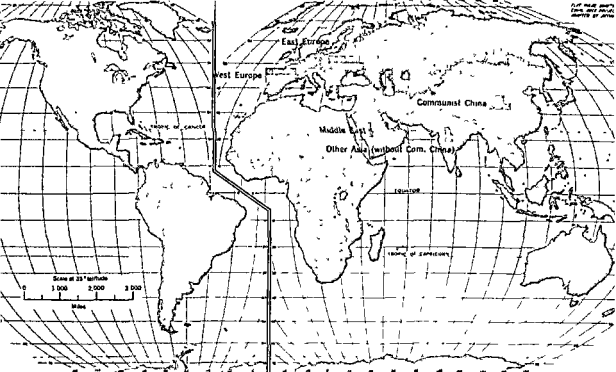 East Europe
West Europe
Communist China
TROPIC OF CANCER
Middle East
Other Asia (without Com. China)
EQUATOR
TROPIC OF CAPRICORN
Scale at 35° latitude
0 1 000 2,000 3 000
Miles